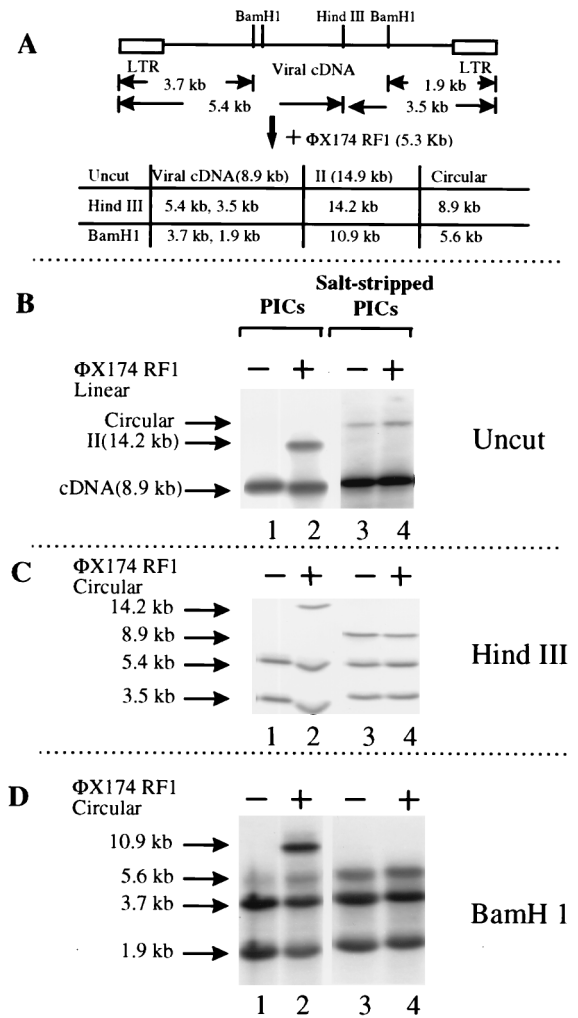 A
BamH1 Hind III BamH1
LTR Viral cDNA LTR
3.7 kb 1.9 kb
5.4 kb 3.5 kb
+ ΦX174 RF1 (5.3 Kb)
Uncut Viral cDNA(8.9 kb) II (14.9 kb) Circular
Hind III 5.4 kb, 3.5 kb 14.2 kb 8.9 kb
BamH1 3.7 kb, 1.9 kb 10.9 kb 5.6 kb
B
PICs Salt-stripped PICs
ΦX174 RF1 Linear − + − +
Circular
II(14.2 kb)
cDNA(8.9 kb)
Uncut
1 2 3 4
C
ΦX174 RF1 Circular − + − +
14.2 kb
8.9 kb
5.4 kb
3.5 kb
Hind III
1 2 3 4
D
ΦX174 RF1 Circular − + − +
10.9 kb
5.6 kb
3.7 kb
1.9 kb
BamH 1
1 2 3 4